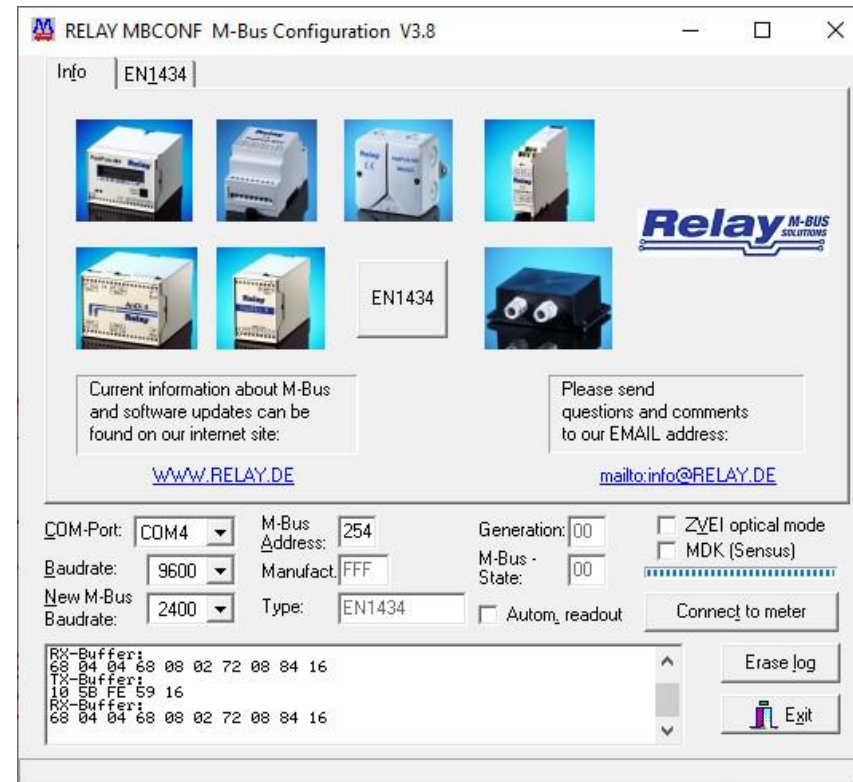 RELAY MBCONF M-Bus Configuration V3.8
Info EN1434
Relay M-BUS
SOLUTIONS
EN1434
Current information about M-Bus
and software updates can be
found on our internet site:
WWW.RELAY.DE
Please send
questions and comments
to our EMAIL address:
mailto:info@RELAY.DE
COM-Port: COM4
Baudrate: 9600
New M-Bus
Baudrate: 2400
M-Bus
Address: 254
Manufact. FFF
Type: EN1434
Generation: 00
M-Bus -
State: 00
Autom. readout
ZVEI optical mode
MDK (Sensus)
Connect to meter
RX-Buffer:
68 04 04 68 08 02 72 08 84 16
TX-Buffer:
10 5B FE 59 16
RX-Buffer:
68 04 04 68 08 02 72 08 84 16
Erase log
Exit